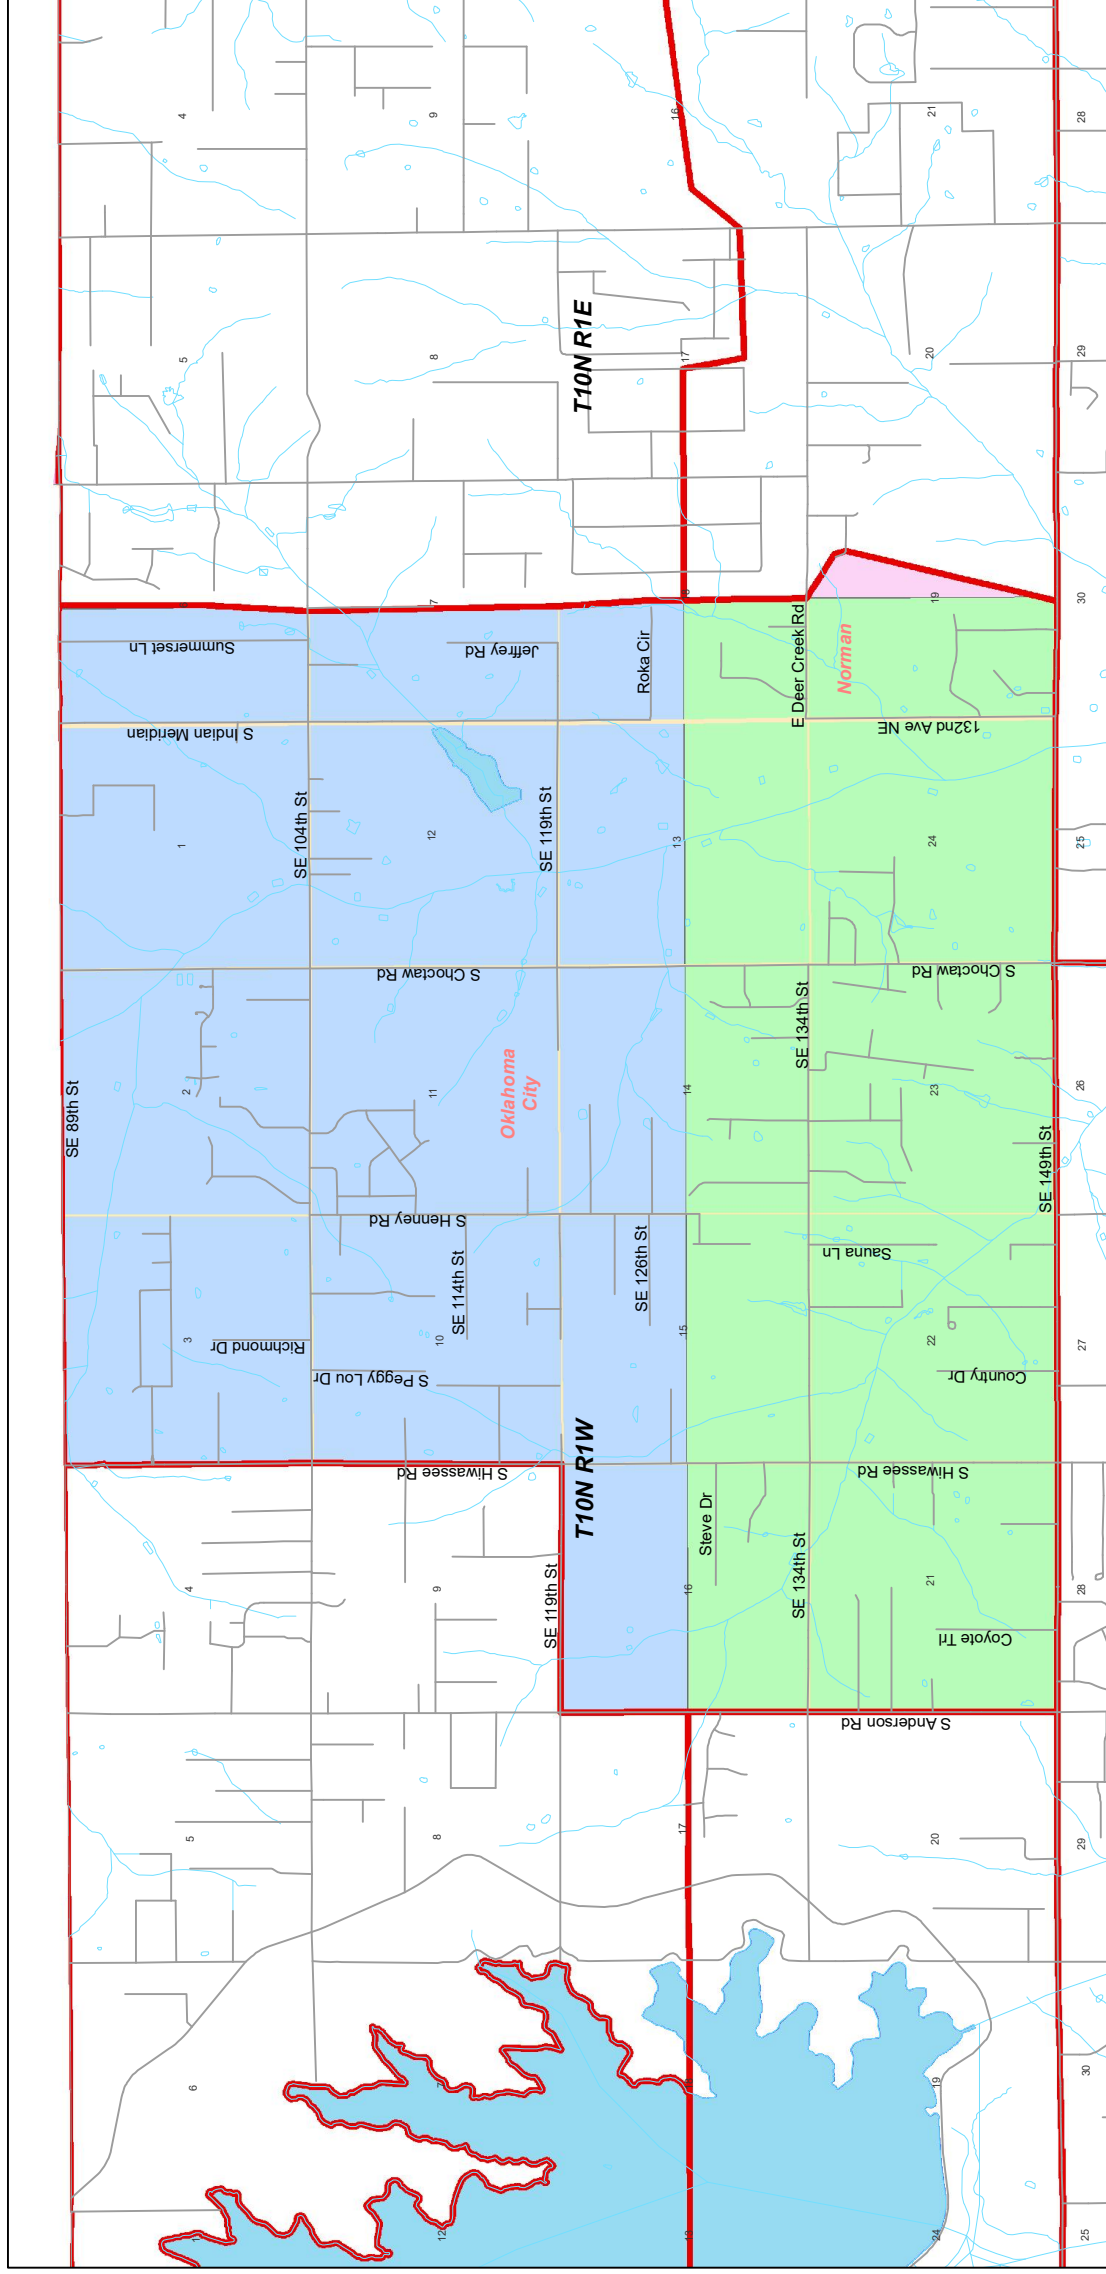 4
9
16
21
28
5
8
17
20
29
T10N R1E
6
7
19
30
Summerset Ln
Jeffrey Rd
Roka Cir
E Deer Creek Rd
Norman
S Indian Meridian
132nd Ave NE
SE 104th St
SE 119th St
1
12
13
24
25
S Choctaw Rd
S Choctaw Rd
SE 89th St
2
11
Oklahoma
City
14
SE 134th St
23
26
SE 149th St
S Henney Rd
SE 114th St
SE 126th St
Sauna Ln
3
Richmond Dr
10
S Peggy Lou Dr
15
22
Country Dr
27
T10N R1W
S Hiwassee Rd
S Hiwassee Rd
Steve Dr
4
9
SE 119th St
16
SE 134th St
21
28
Coyote Trl
S Anderson Rd
5
8
17
20
29
6
19
30
1
12
13
24
25